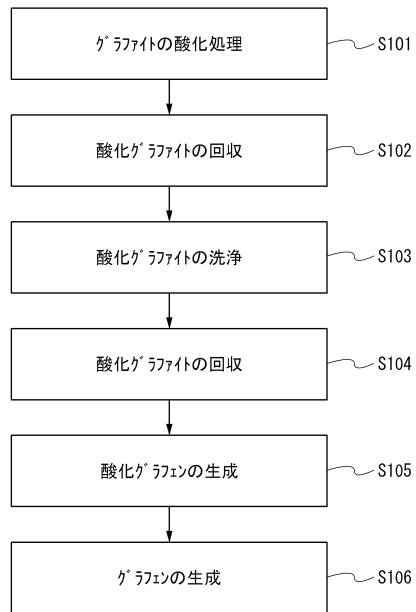 ｸﾞﾗﾌｧｲﾄの酸化処理 S101
酸化ｸﾞﾗﾌｧｲﾄの回収 S102
酸化ｸﾞﾗﾌｧｲﾄの洗浄 S103
酸化ｸﾞﾗﾌｧｲﾄの回収 S104
酸化ｸﾞﾗﾌｪﾝの生成 S105
ｸﾞﾗﾌｪﾝの生成 S106